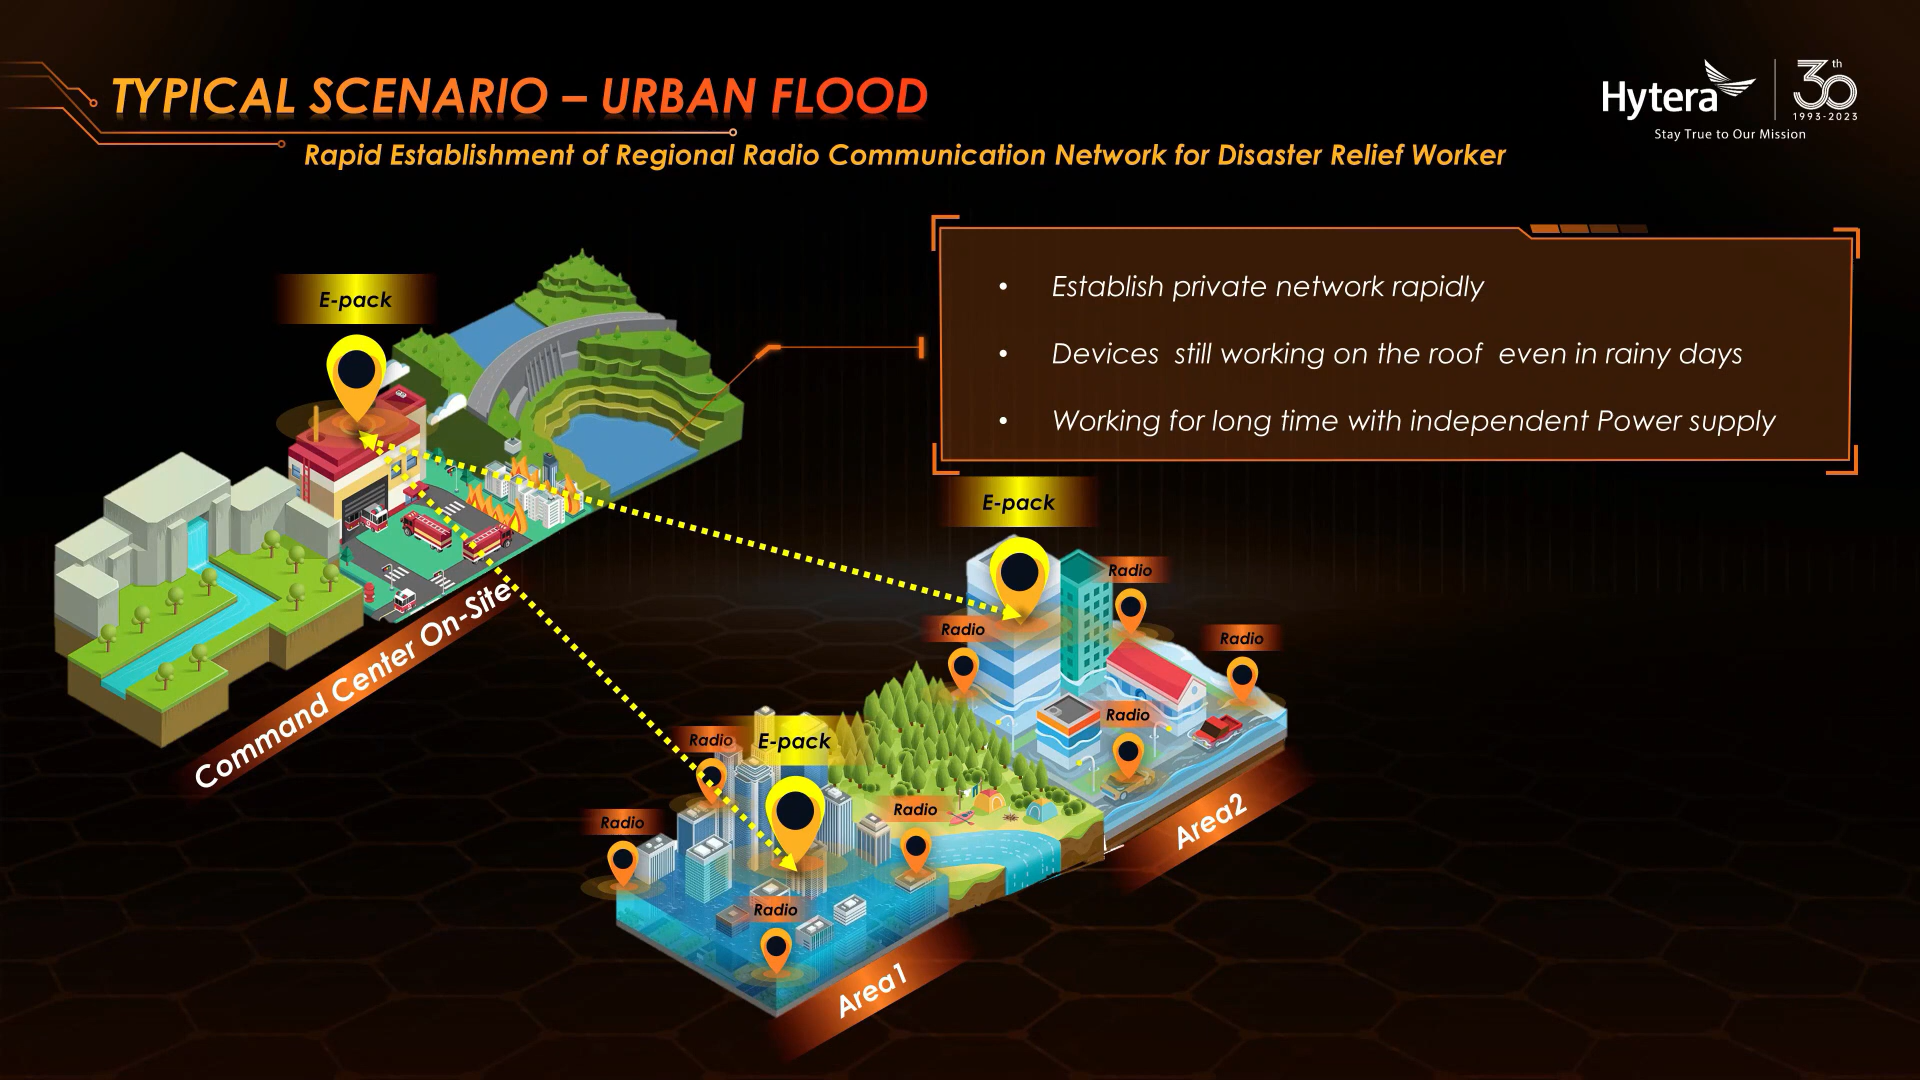 TYPICAL SCENARIO – URBAN FLOOD
Hytera
30th
1993-2023
Stay True to Our Mission
Rapid Establishment of Regional Radio Communication Network for Disaster Relief Worker
• Establish private network rapidly
• Devices still working on the roof even in rainy days
• Working for long time with independent Power supply
E-pack
Command Center On-Site
E-pack
Radio
Radio
Radio
Radio
Area2
Radio
E-pack
Radio
Radio
Radio
Area1